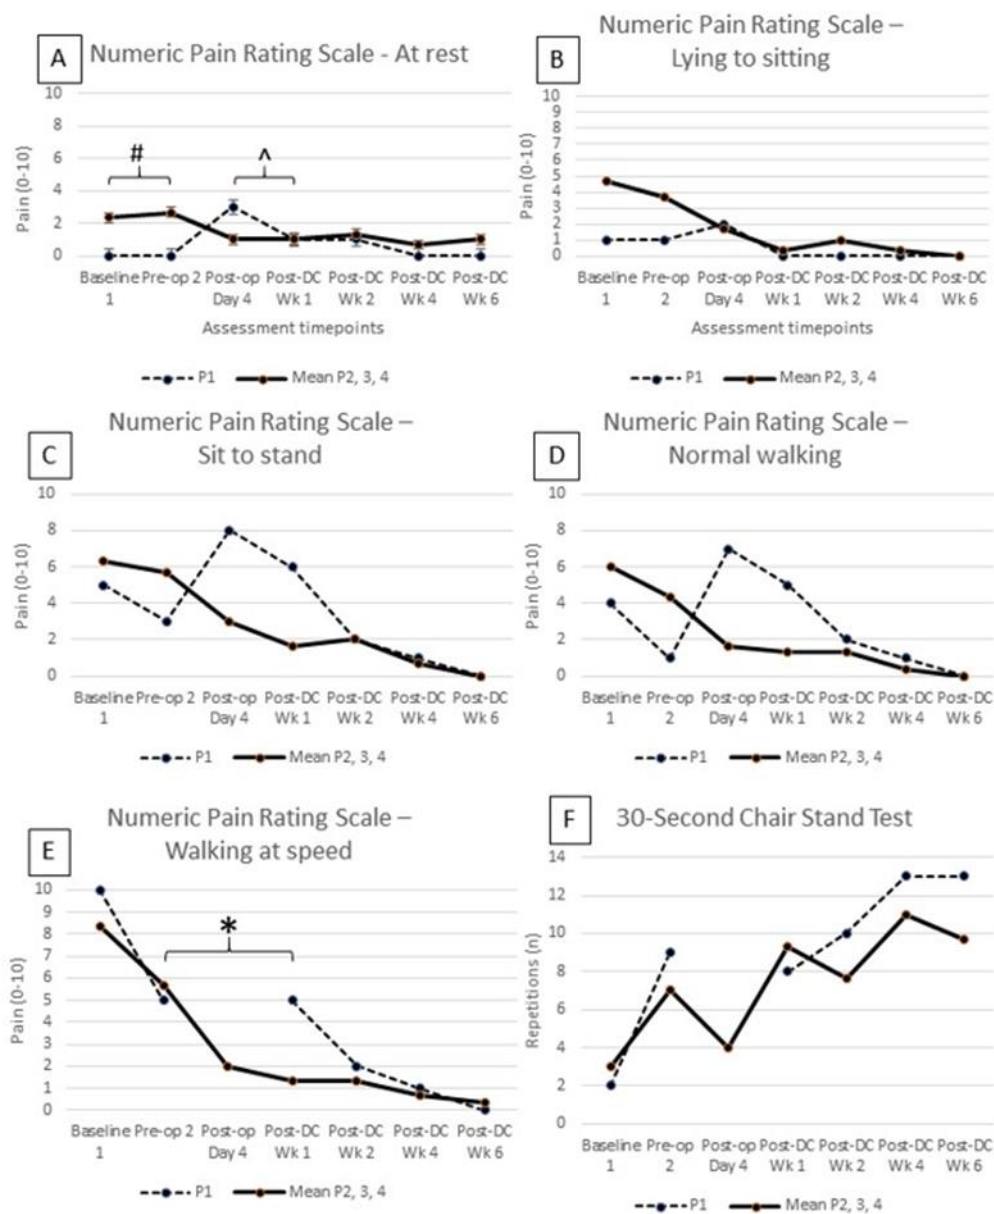 A
Numeric Pain Rating Scale - At rest
Pain (0-10)
10
8
6
4
2
0
#
^
Baseline 1
Pre-op 2
Post-op Day 4
Post-DC Wk 1
Post-DC Wk 2
Post-DC Wk 4
Post-DC Wk 6
Assessment timepoints
P1
Mean P2, 3, 4
B
Numeric Pain Rating Scale –
Lying to sitting
Pain (0-10)
10
9
8
7
6
5
4
3
2
1
0
Baseline 1
Pre-op 2
Post-op Day 4
Post-DC Wk 1
Post-DC Wk 2
Post-DC Wk 4
Post-DC Wk 6
Assessment timepoints
P1
Mean P2, 3, 4
C
Numeric Pain Rating Scale –
Sit to stand
Pain (0-10)
10
8
6
4
2
0
Baseline 1
Pre-op 2
Post-op Day 4
Post-DC Wk 1
Post-DC Wk 2
Post-DC Wk 4
Post-DC Wk 6
P1
Mean P2, 3, 4
D
Numeric Pain Rating Scale –
Normal walking
Pain (0-10)
10
8
6
4
2
0
Baseline 1
Pre-op 2
Post-op Day 4
Post-DC Wk 1
Post-DC Wk 2
Post-DC Wk 4
Post-DC Wk 6
P1
Mean P2, 3, 4
E
Numeric Pain Rating Scale –
Walking at speed
Pain (0-10)
10
9
8
7
6
5
4
3
2
1
0
*
Baseline 1
Pre-op 2
Post-op Day 4
Post-DC Wk 1
Post-DC Wk 2
Post-DC Wk 4
Post-DC Wk 6
P1
Mean P2, 3, 4
F
30-Second Chair Stand Test
Repetitions (n)
14
12
10
8
6
4
2
0
Baseline 1
Pre-op 2
Post-op Day 4
Post-DC Wk 1
Post-DC Wk 2
Post-DC Wk 4
Post-DC Wk 6
P1
Mean P2, 3, 4